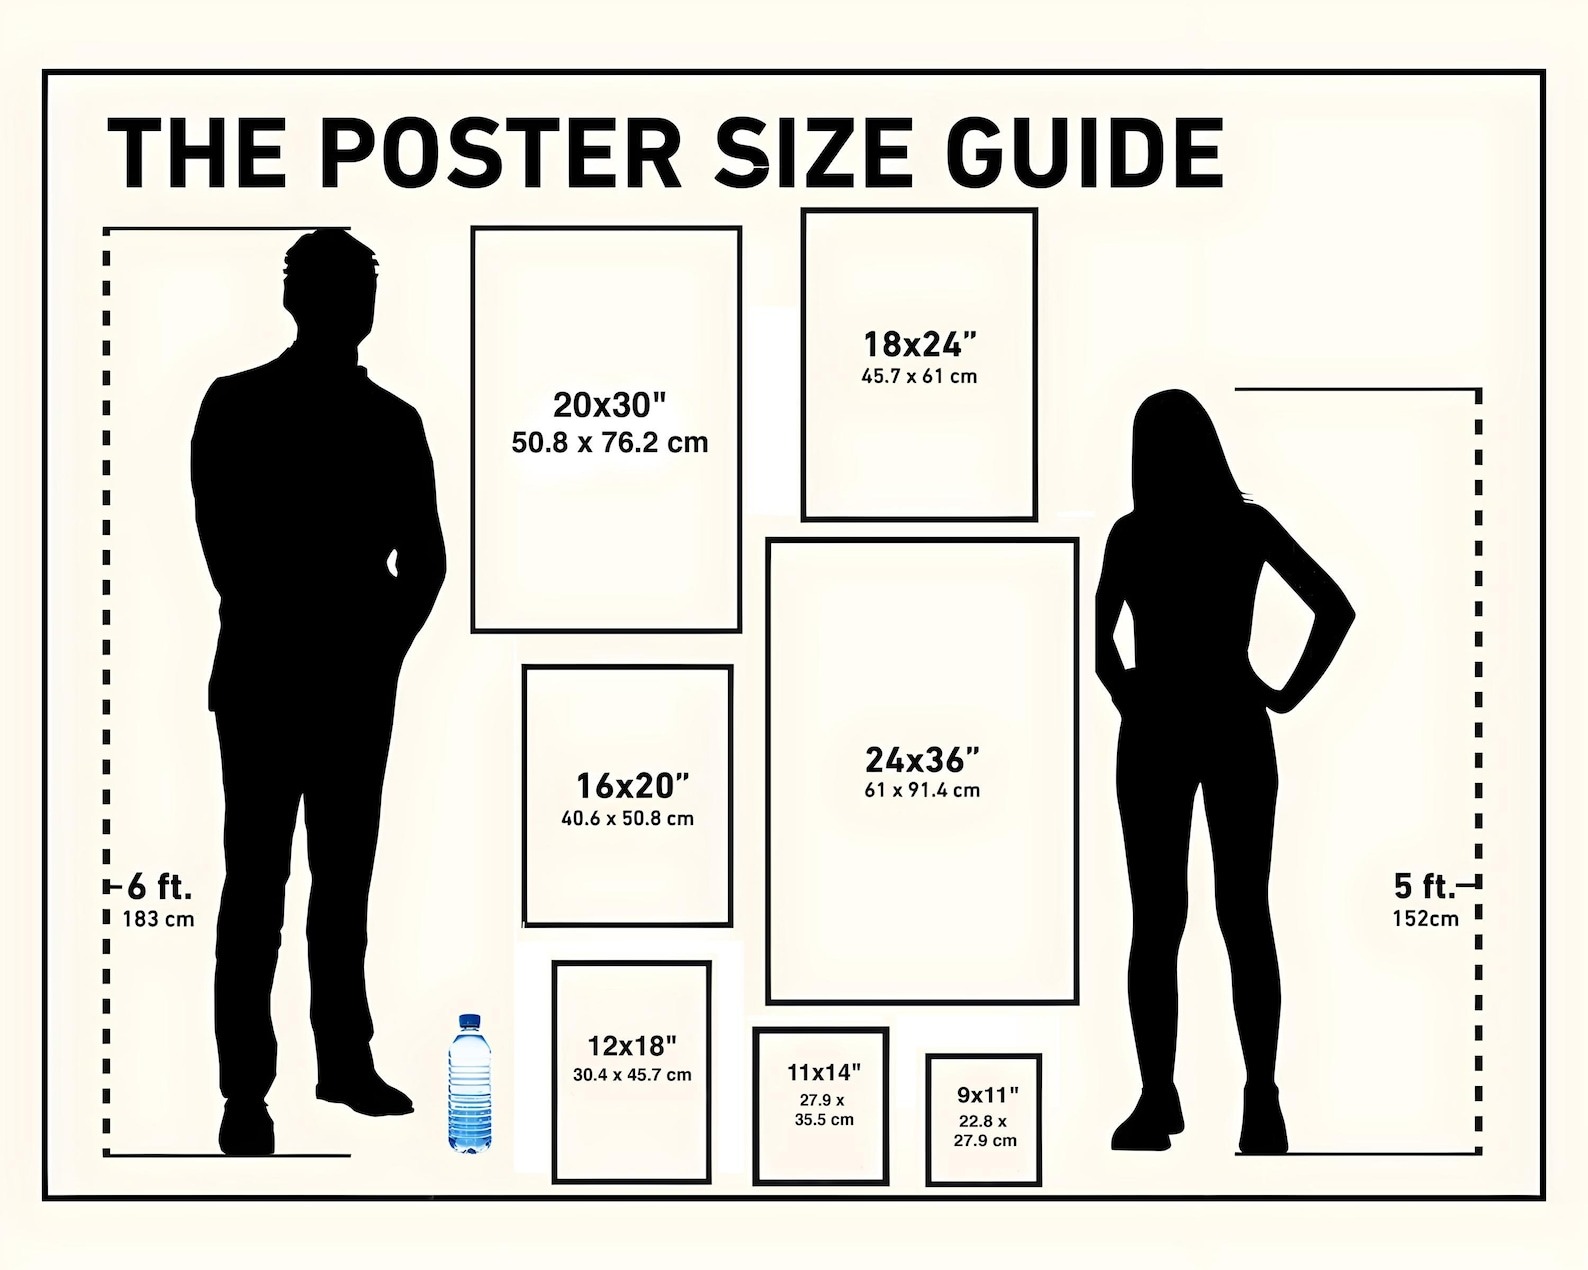 THE POSTER SIZE GUIDE
20x30"
50.8 x 76.2 cm
18x24”
45.7 x 61 cm
16x20”
40.6 x 50.8 cm
24x36”
61 x 91.4 cm
6 ft.
183 cm
5 ft.
152cm
12x18"
30.4 x 45.7 cm
11x14"
27.9 x
35.5 cm
9x11"
22.8 x
27.9 cm